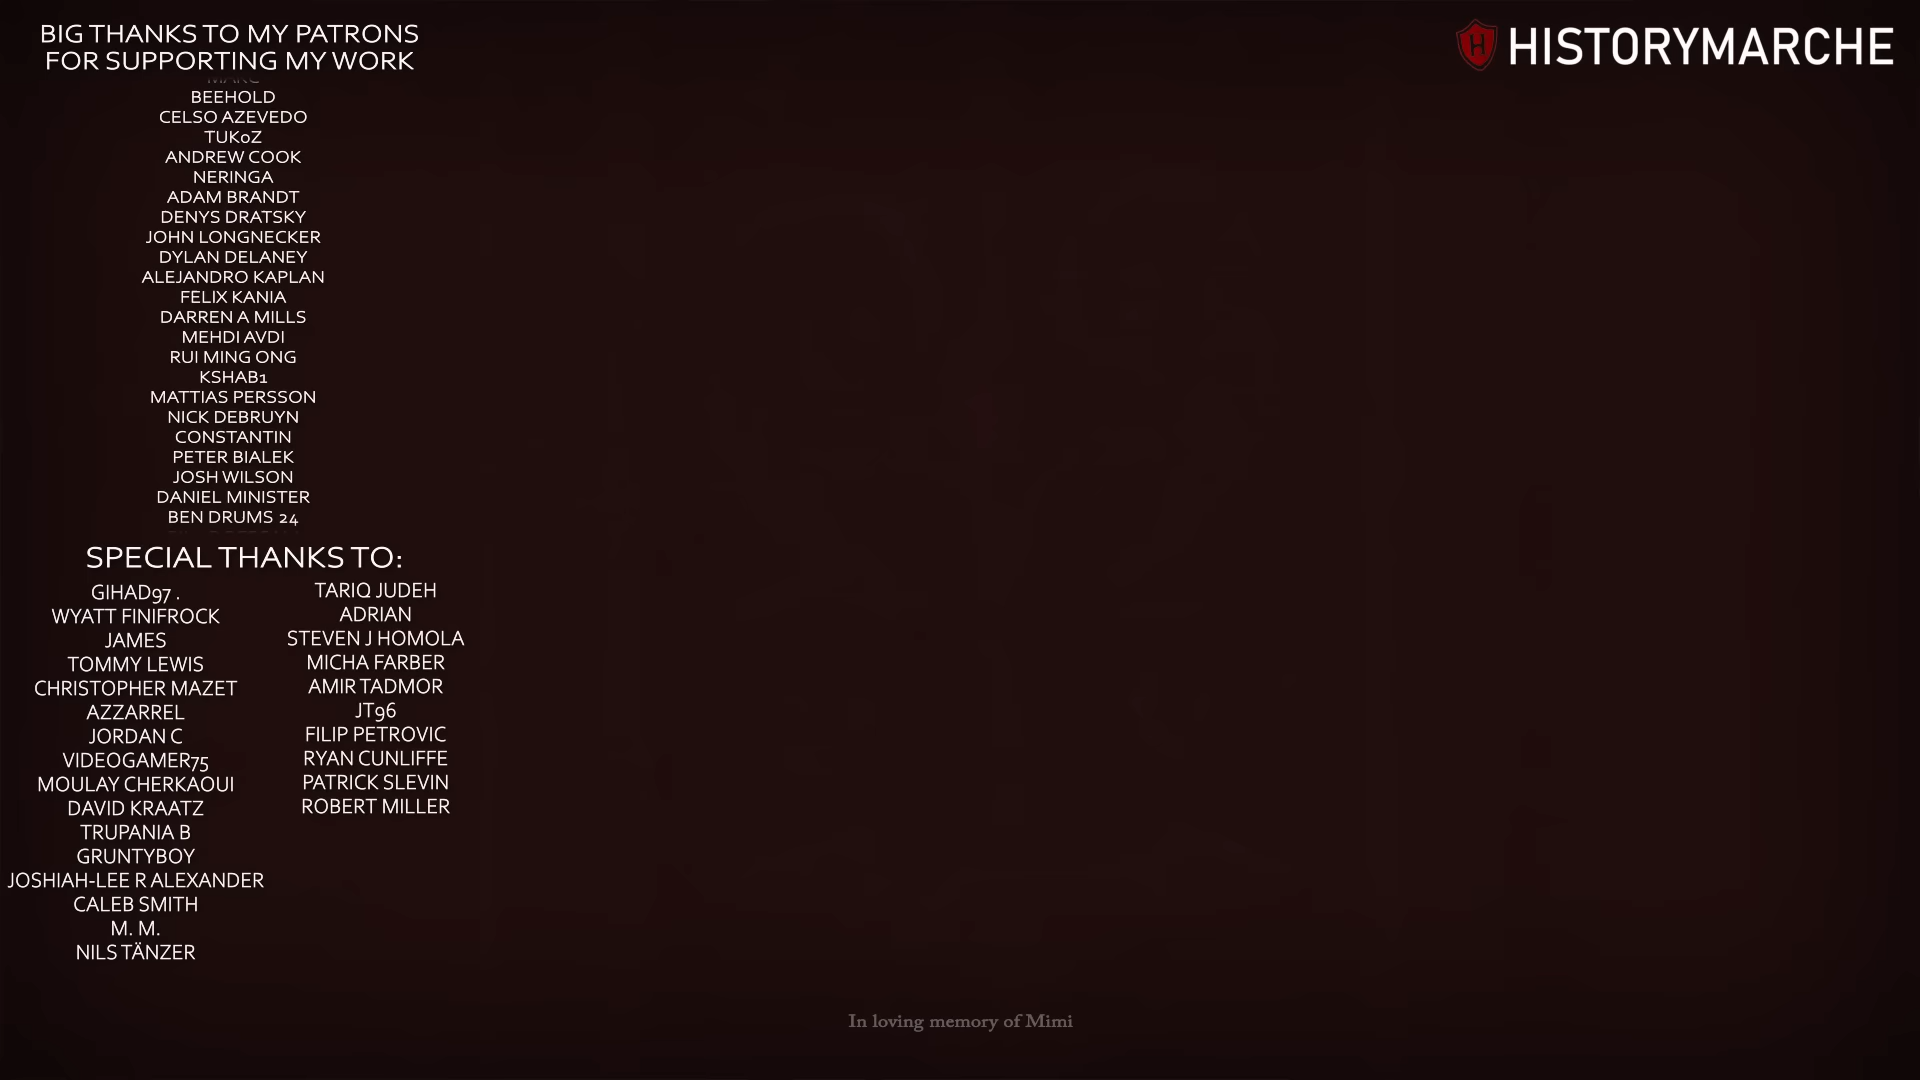 BIG THANKS TO MY PATRONS
FOR SUPPORTING MY WORK
MARC
BEEHOLD
CELSO AZEVEDO
TUK0Z
ANDREW COOK
NERINGA
ADAM BRANDT
DENYS DRATSKY
JOHN LONGNECKER
DYLAN DELANEY
ALEJANDRO KAPLAN
FELIX KANIA
DARREN A MILLS
MEHDI AVDI
RUI MING ONG
KSHAB1
MATTIAS PERSSON
NICK DEBRUYN
CONSTANTIN
PETER BIALEK
JOSH WILSON
DANIEL MINISTER
BEN DRUMS 24
SPECIAL THANKS TO:
GIHAD97 .
WYATT FINIFROCK
JAMES
TOMMY LEWIS
CHRISTOPHER MAZET
AZZARREL
JORDAN C
VIDEOGAMER75
MOULAY CHERKAOUI
DAVID KRAATZ
TRUPANIA B
GRUNTYBOY
JOSHIAH-LEE R ALEXANDER
CALEB SMITH
M. M.
NILS TÄNZER
TARIQ JUDEH
ADRIAN
STEVEN J HOMOLA
MICHA FARBER
AMIR TADMOR
JT96
FILIP PETROVIC
RYAN CUNLIFFE
PATRICK SLEVIN
ROBERT MILLER
H HISTORYMARCHE
In loving memory of Mimi